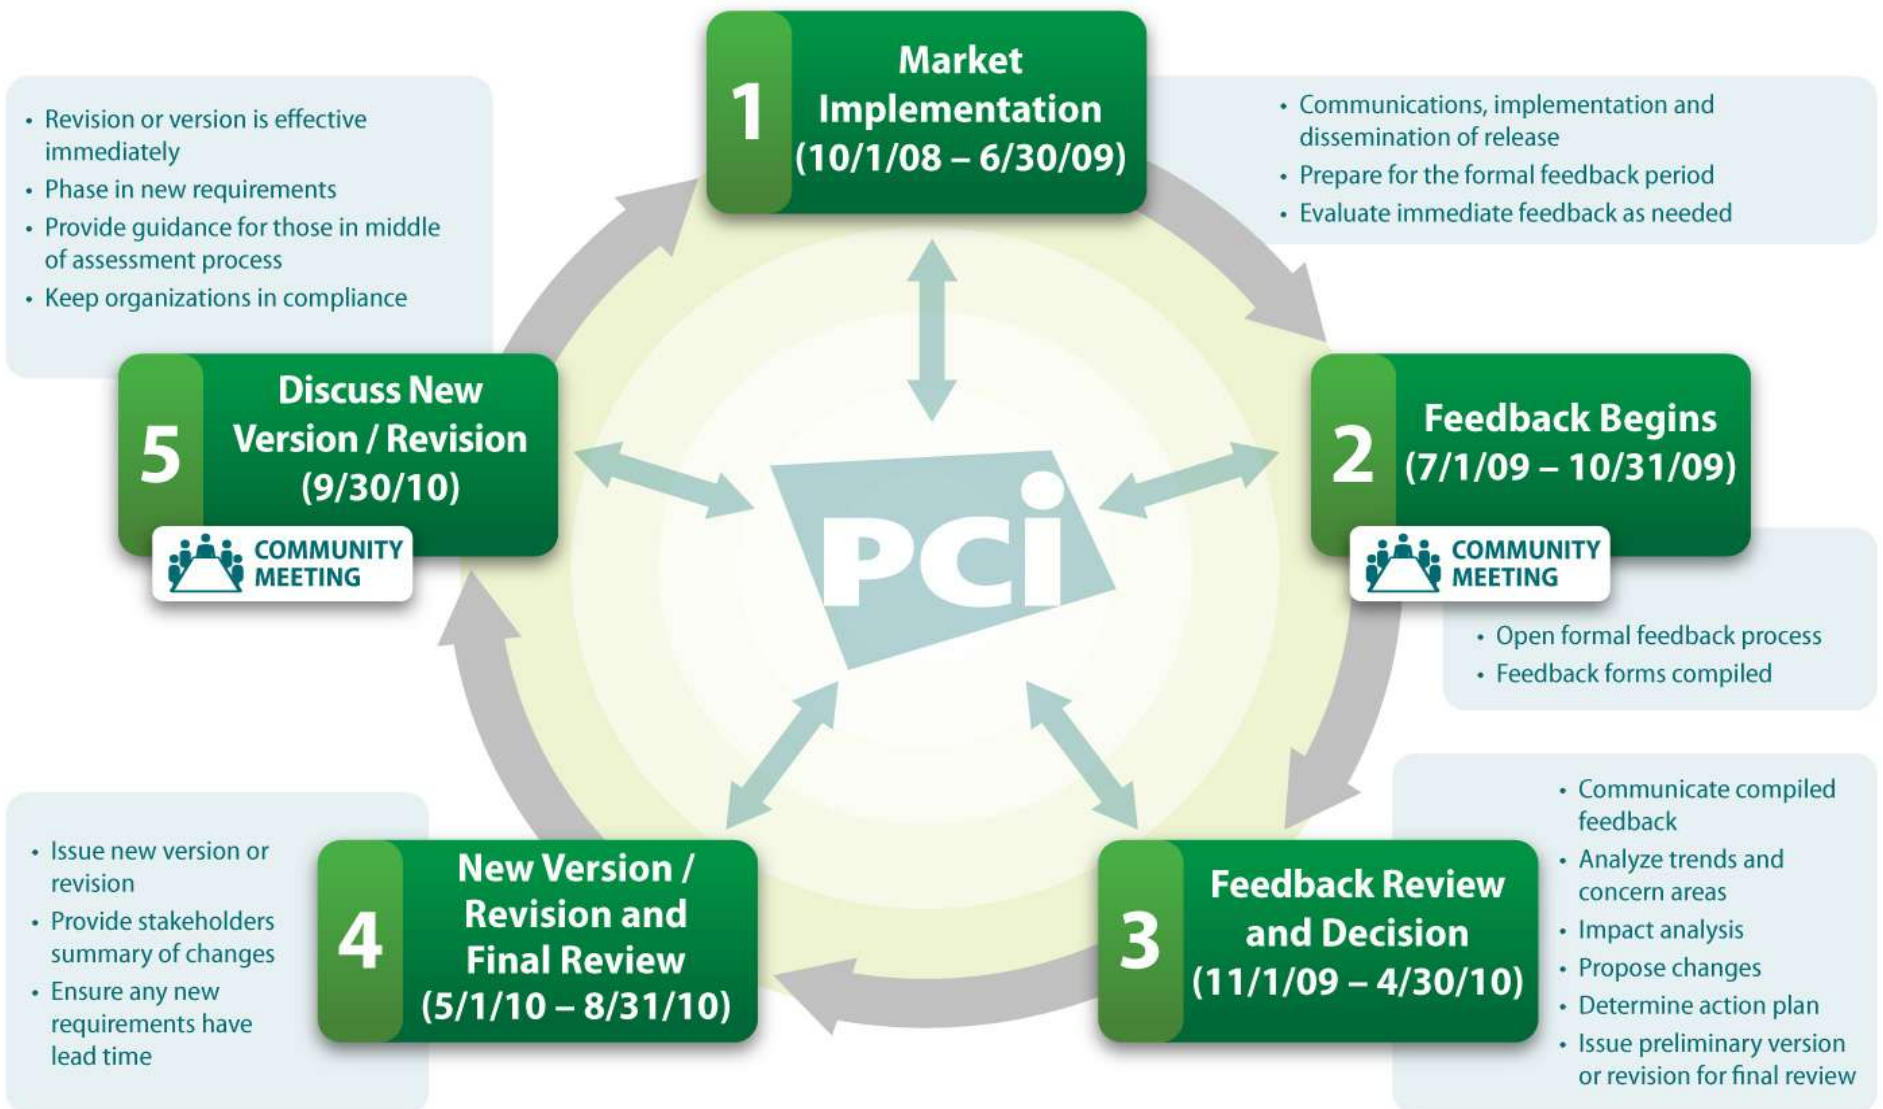 1
Market
Implementation
(10/1/08 – 6/30/09)
• Communications, implementation and
dissemination of release
• Prepare for the formal feedback period
• Evaluate immediate feedback as needed
2
Feedback Begins
(7/1/09 – 10/31/09)
COMMUNITY
MEETING
• Open formal feedback process
• Feedback forms compiled
3
Feedback Review
and Decision
(11/1/09 – 4/30/10)
• Communicate compiled
feedback
• Analyze trends and
concern areas
• Impact analysis
• Propose changes
• Determine action plan
• Issue preliminary version
or revision for final review
4
New Version /
Revision and
Final Review
(5/1/10 – 8/31/10)
• Issue new version or
revision
• Provide stakeholders
summary of changes
• Ensure any new
requirements have
lead time
5
Discuss New
Version / Revision
(9/30/10)
COMMUNITY
MEETING
• Revision or version is effective
immediately
• Phase in new requirements
• Provide guidance for those in middle
of assessment process
• Keep organizations in compliance
PCi